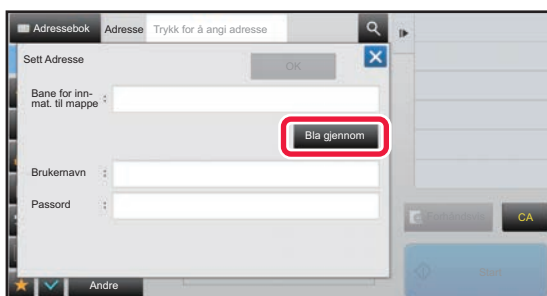 Adressebok Adresse Trykk for å angi adresse
Sett Adresse OK
Bane for inn-
mat. til mappe :
Bla gjennom
Brukernavn :
Passord :
CA
Start
Andre